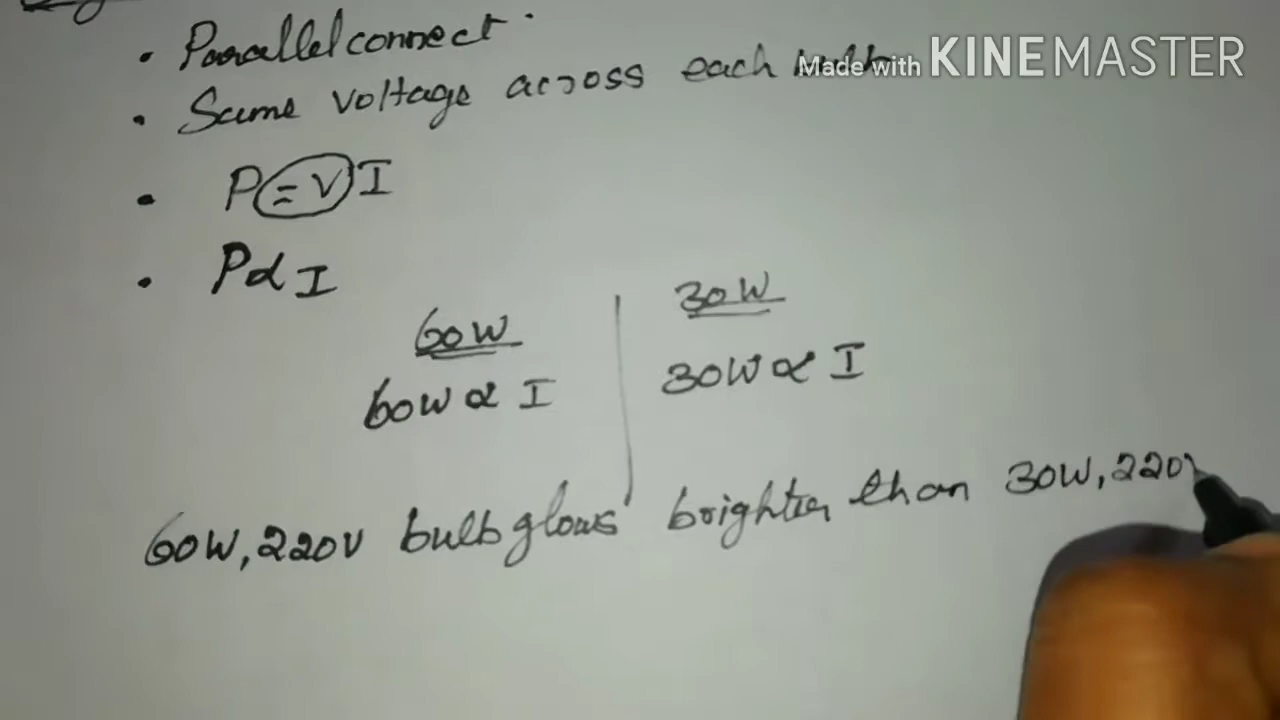 • Parallel connect.
• Same voltage across each
Made with KINEMASTER
• P = V I
• P ∝ I
60W
30W
60W ∝ I
30W ∝ I
60W, 220V bulb glows brighter than 30W, 220V